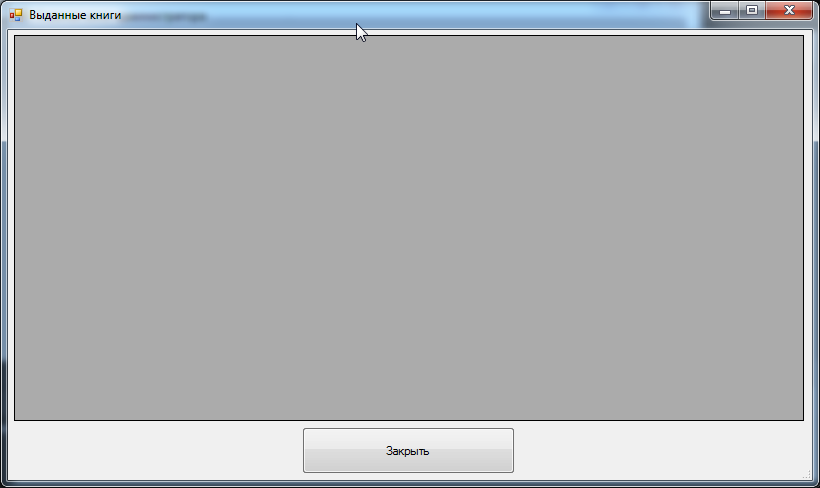 Выданные книги
Закрыть